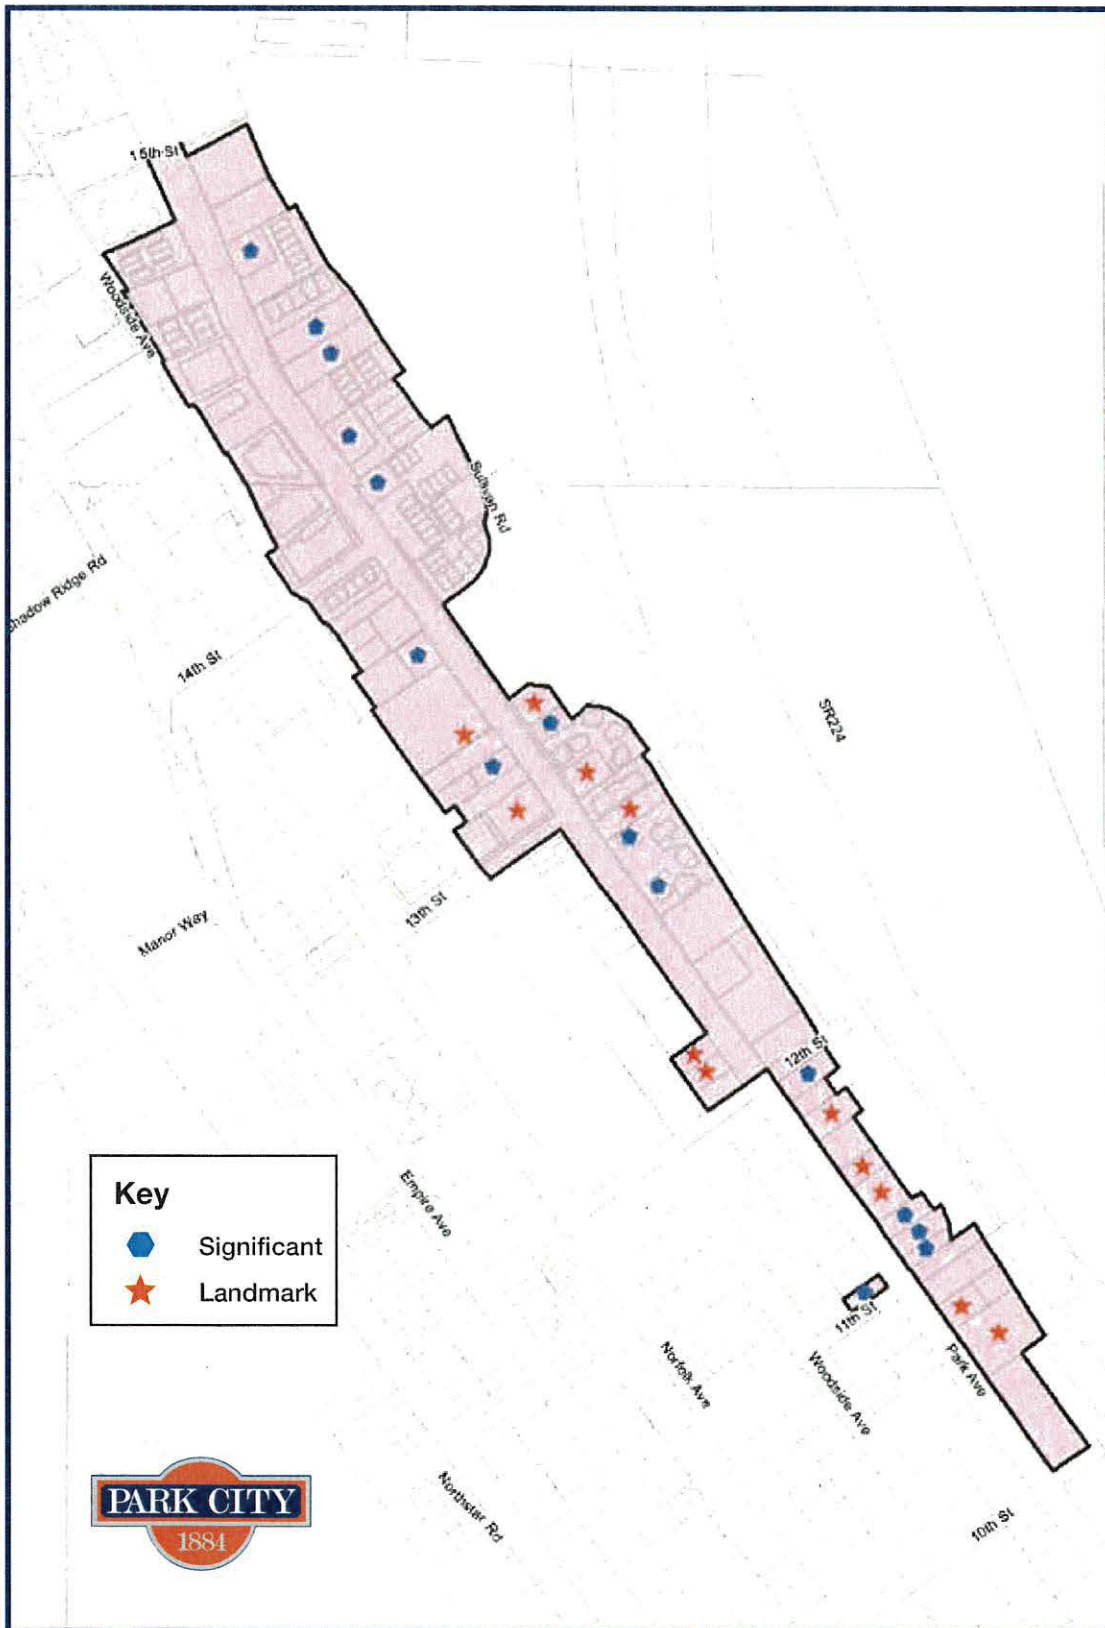 15th St
Woodside Ave
Sullivan Rd
Shadow Ridge Rd
14th St
SR224
13th St
Manor Way
12th St
Key
Significant
Landmark
Empire Ave
11th St
Norfolk Ave
Woodside Ave
Park Ave
Northstar Rd
10th St
PARK CITY
1884